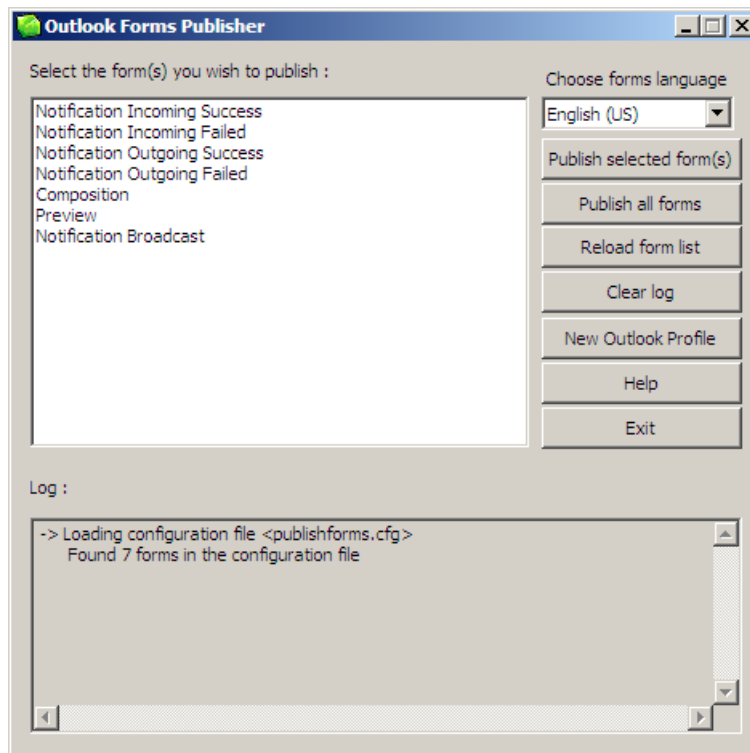 Outlook Forms Publisher
Select the form(s) you wish to publish :
Choose forms language
Notification Incoming Success
Notification Incoming Failed
Notification Outgoing Success
Notification Outgoing Failed
Composition
Preview
Notification Broadcast
English (US)
Publish selected form(s)
Publish all forms
Reload form list
Clear log
New Outlook Profile
Help
Exit
Log :
-> Loading configuration file <publishforms.cfg>
Found 7 forms in the configuration file